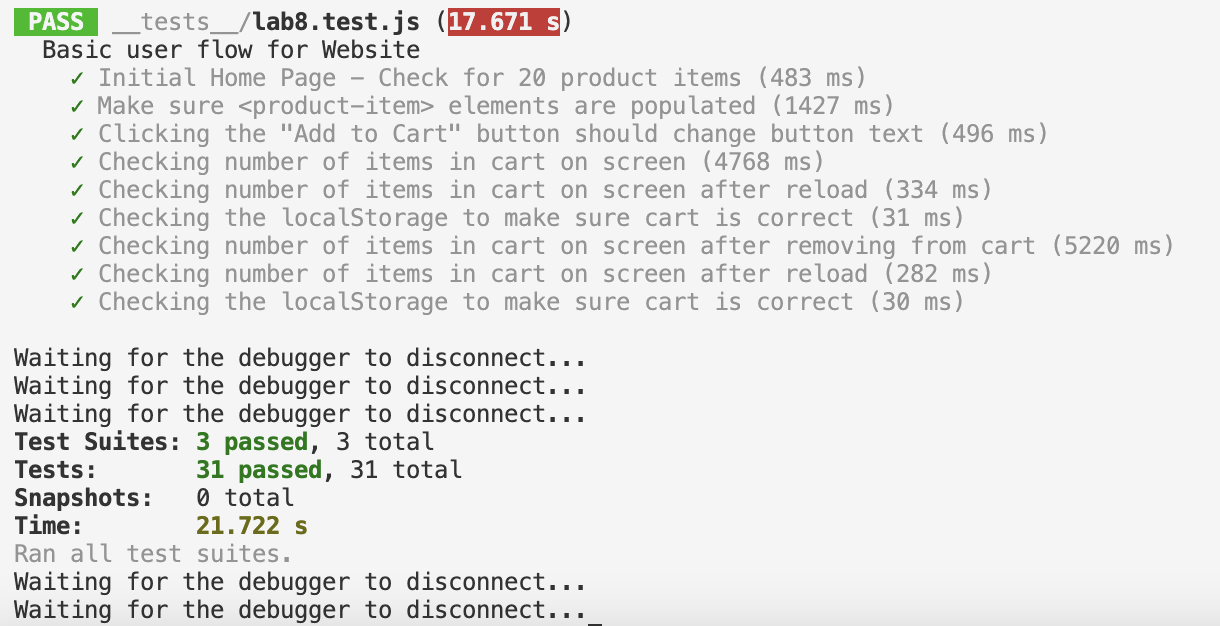 PASS __tests__/lab8.test.js (17.671 s)
Basic user flow for Website
✓ Initial Home Page – Check for 20 product items (483 ms)
✓ Make sure <product-item> elements are populated (1427 ms)
✓ Clicking the "Add to Cart" button should change button text (496 ms)
✓ Checking number of items in cart on screen (4768 ms)
✓ Checking number of items in cart on screen after reload (334 ms)
✓ Checking the localStorage to make sure cart is correct (31 ms)
✓ Checking number of items in cart on screen after removing from cart (5220 ms)
✓ Checking number of items in cart on screen after reload (282 ms)
✓ Checking the localStorage to make sure cart is correct (30 ms)
Waiting for the debugger to disconnect...
Waiting for the debugger to disconnect...
Waiting for the debugger to disconnect...
Test Suites: 3 passed, 3 total
Tests: 31 passed, 31 total
Snapshots: 0 total
Time: 21.722 s
Ran all test suites.
Waiting for the debugger to disconnect...
Waiting for the debugger to disconnect...